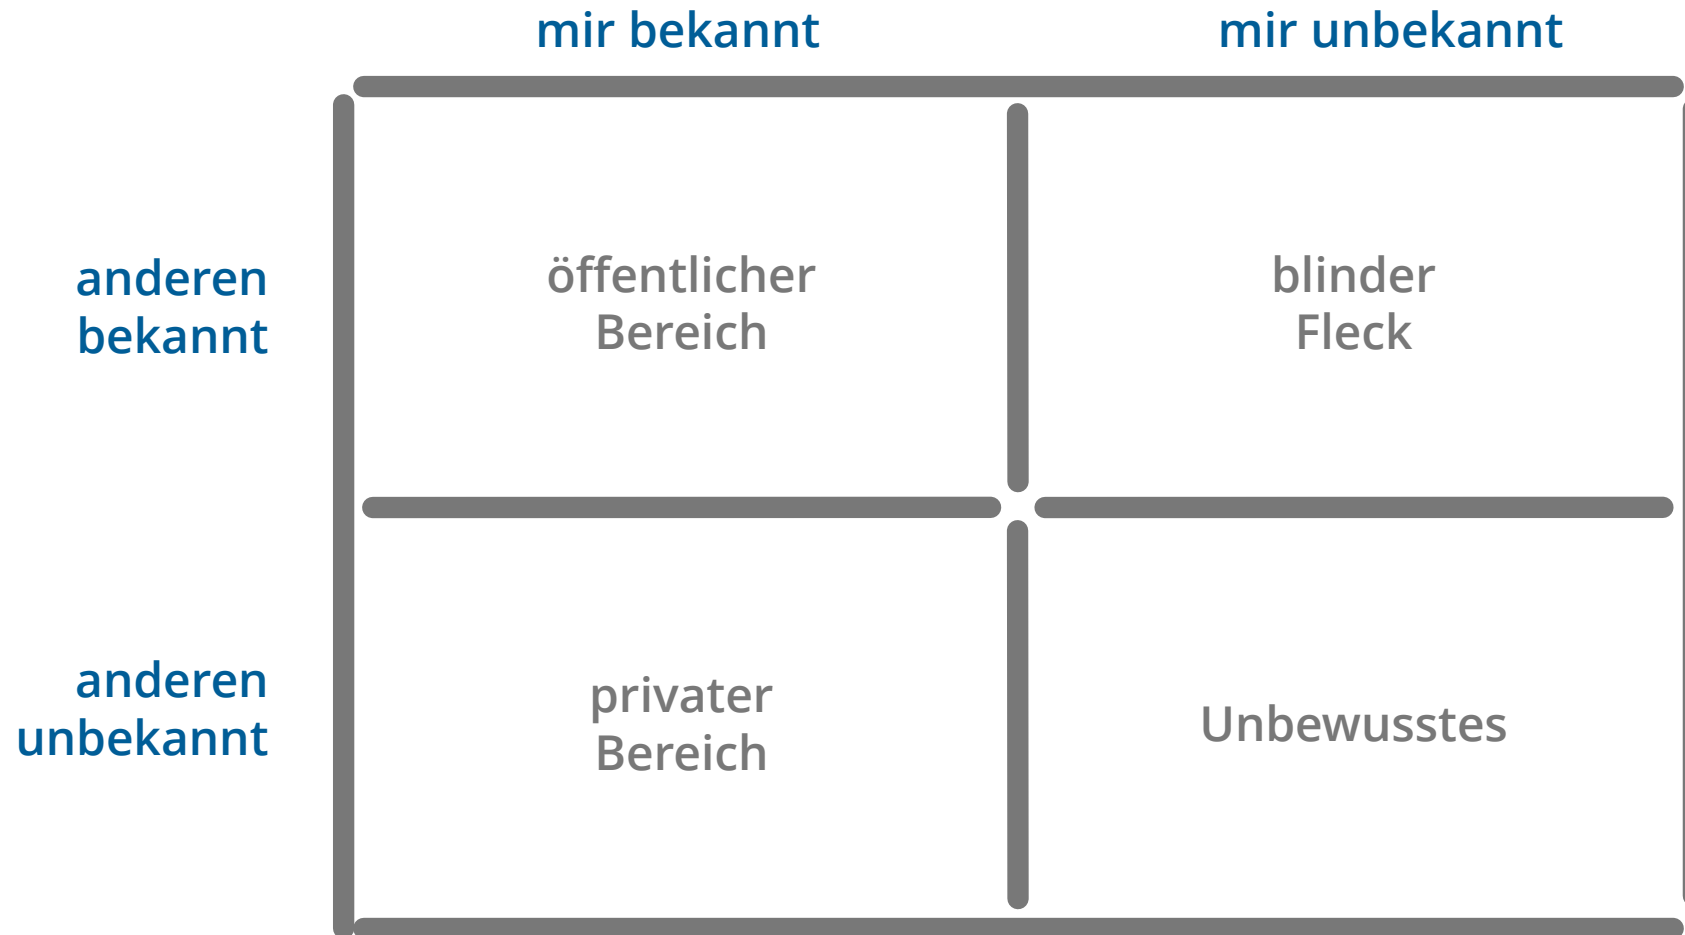 mir bekannt
mir unbekannt
anderen
bekannt
öffentlicher
Bereich
blinder
Fleck
anderen
unbekannt
privater
Bereich
Unbewusstes